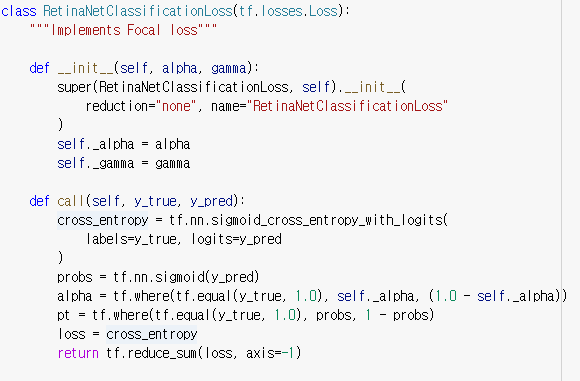 class RetinaNetClassificationLoss(tf.losses.Loss):
    """Implements Focal loss"""

    def __init__(self, alpha, gamma):
        super(RetinaNetClassificationLoss, self).__init__(
            reduction="none", name="RetinaNetClassificationLoss"
        )
        self._alpha = alpha
        self._gamma = gamma

    def call(self, y_true, y_pred):
        cross_entropy = tf.nn.sigmoid_cross_entropy_with_logits(
            labels=y_true, logits=y_pred
        )
        probs = tf.nn.sigmoid(y_pred)
        alpha = tf.where(tf.equal(y_true, 1.0), self._alpha, (1.0 - self._alpha))
        pt = tf.where(tf.equal(y_true, 1.0), probs, 1 - probs)
        loss = cross_entropy
        return tf.reduce_sum(loss, axis=-1)